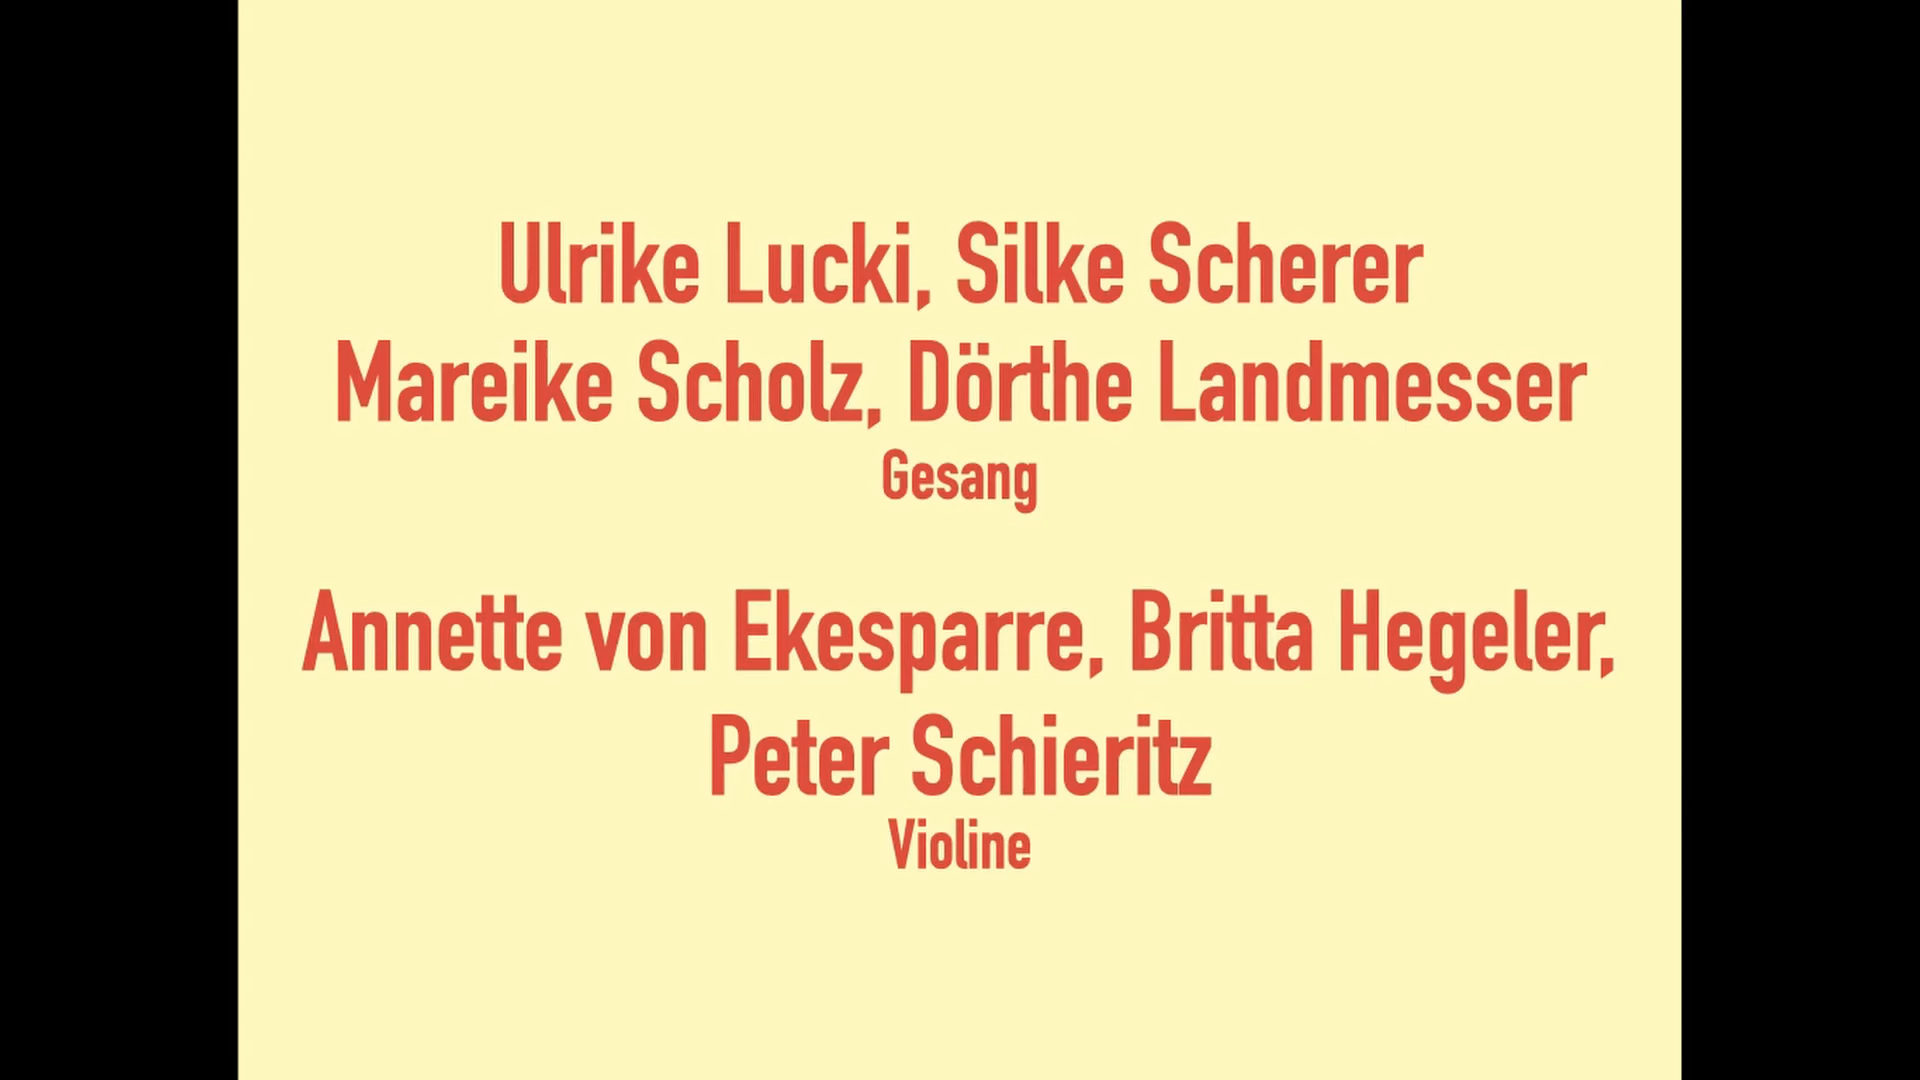 Ulrike Lucki, Silke Scherer
Mareike Scholz, Dörthe Landmesser
Gesang
Annette von Ekesparre, Britta Hegeler,
Peter Schieritz
Violine